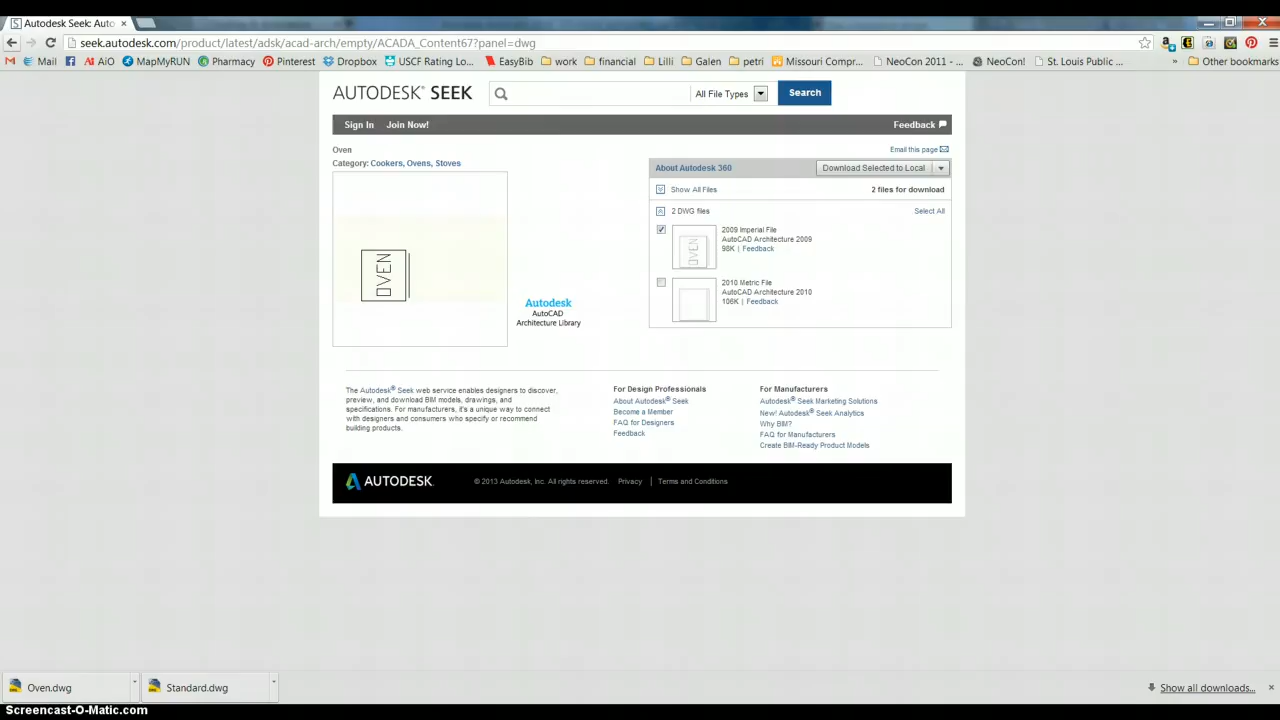 Autodesk Seek: Auto
seek.autodesk.com/product/latest/adsk/acad-arch/empty/ACADA_Content67?panel=dwg
Mail AiO MapMyRUN Pharmacy Pinterest Dropbox USCF Rating Lo... EasyBib work financial Lilli Galen petri Missouri Compr... NeoCon 2011 - ... NeoCon! St. Louis Public ... » Other bookmarks
AUTODESK® SEEK All File Types Search
Sign In Join Now! Feedback
Oven Email this page
Category: Cookers, Ovens, Stoves
About Autodesk 360 Download Selected to Local
Show All Files 2 files for download
2 DWG files Select All
2009 Imperial File
AutoCAD Architecture 2009
98K | Feedback
OVEN
OVEN
2010 Metric File
AutoCAD Architecture 2010
106K | Feedback
Autodesk
AutoCAD
Architecture Library
The Autodesk® Seek web service enables designers to discover,
preview, and download BIM models, drawings, and
specifications. For manufacturers, it's a unique way to connect
with designers and consumers who specify or recommend
building products.
For Design Professionals
About Autodesk® Seek
Become a Member
FAQ for Designers
Feedback
For Manufacturers
Autodesk® Seek Marketing Solutions
New! Autodesk® Seek Analytics
Why BIM?
FAQ for Manufacturers
Create BIM-Ready Product Models
AUTODESK. © 2013 Autodesk, Inc. All rights reserved. Privacy | Terms and Conditions
Oven.dwg Standard.dwg Show all downloads...
Screencast-O-Matic.com